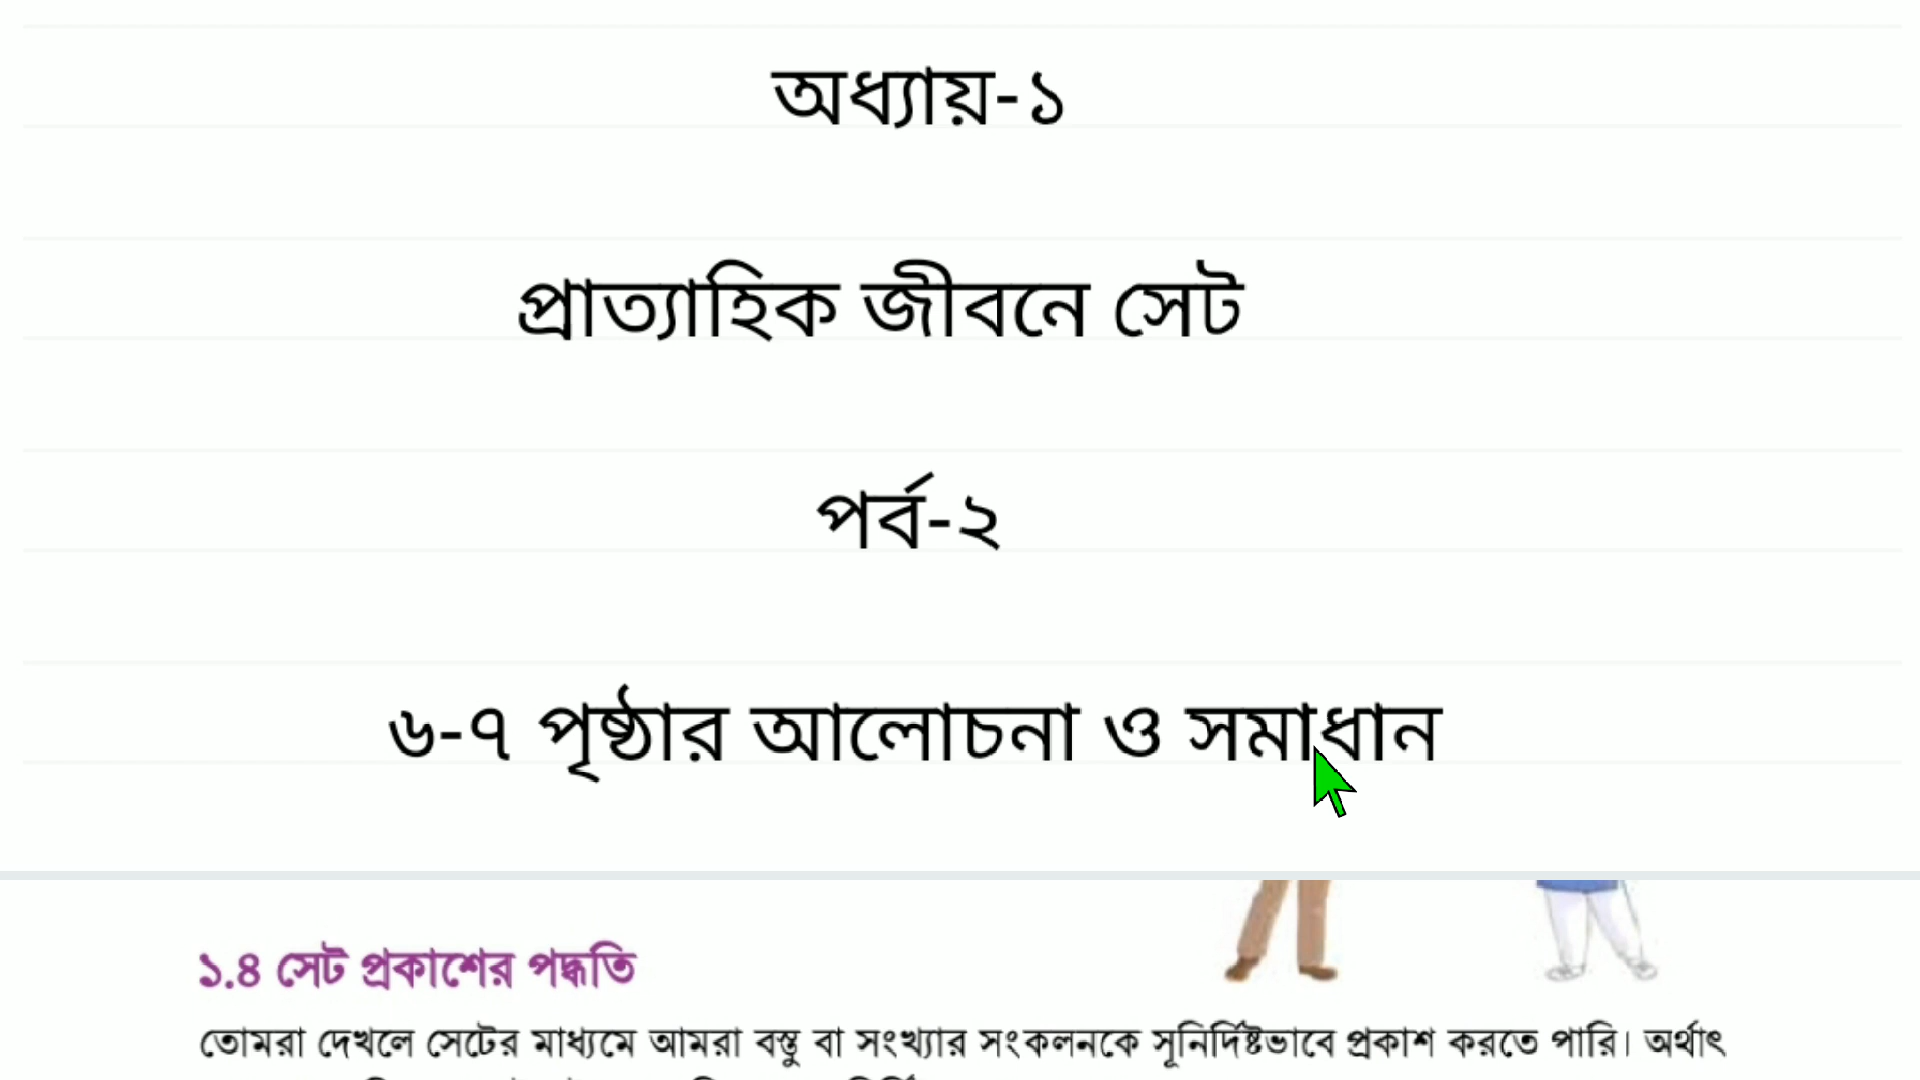 অধ্যায়-১
প্রাত্যাহিক জীবনে সেট
পর্ব-২
৬-৭ পৃষ্ঠার আলোচনা ও সমাধান
১.৪ সেট প্রকাশের পদ্ধতি
তোমরা দেখলে সেটের মাধ্যমে আমরা বস্তু বা সংখ্যার সংকলনকে সূনির্দিষ্টভাবে প্রকাশ করতে পারি। অর্থাৎ